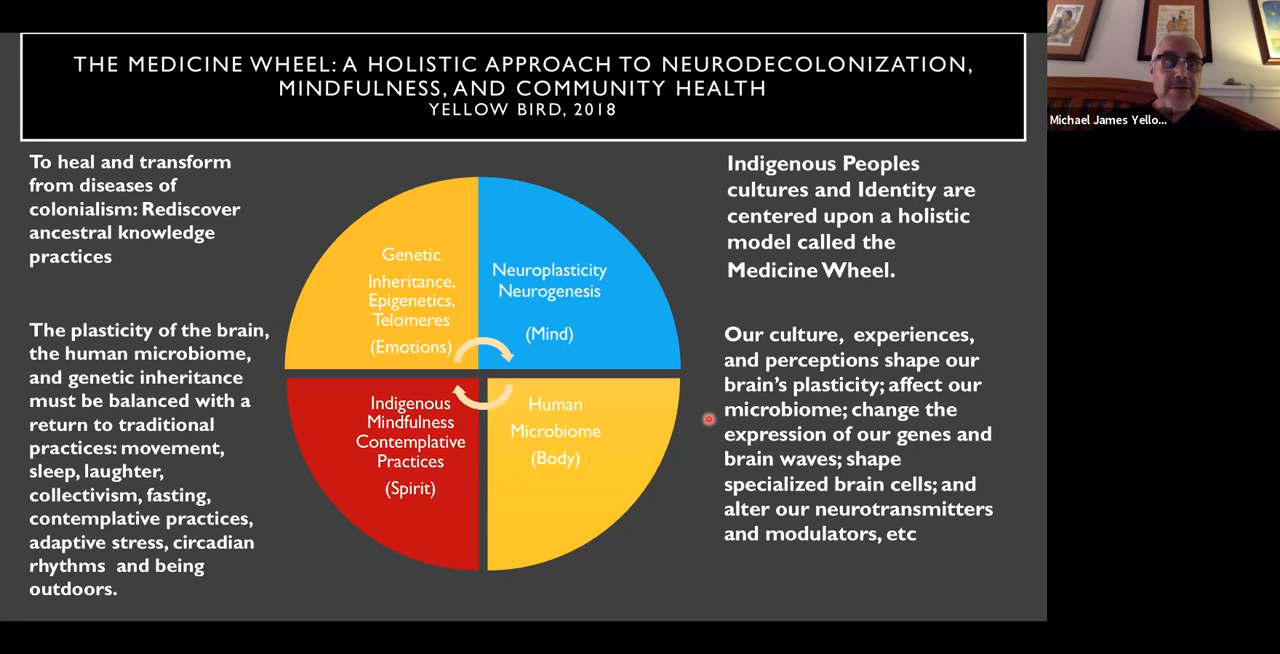 THE MEDICINE WHEEL: A HOLISTIC APPROACH TO NEURODECOLONIZATION,
MINDFULNESS, AND COMMUNITY HEALTH
YELLOW BIRD, 2018
To heal and transform
from diseases of
colonialism: Rediscover
ancestral knowledge
practices
The plasticity of the brain,
the human microbiome,
and genetic inheritance
must be balanced with a
return to traditional
practices: movement,
sleep, laughter,
collectivism, fasting,
contemplative practices,
adaptive stress, circadian
rhythms and being
outdoors.
Genetic
Inheritance,
Epigenetics,
Telomeres
(Emotions)
Neuroplasticity
Neurogenesis
(Mind)
Indigenous
Mindfulness
Contemplative
Practices
(Spirit)
Human
Microbiome
(Body)
Indigenous Peoples
cultures and Identity are
centered upon a holistic
model called the
Medicine Wheel.
Our culture, experiences,
and perceptions shape our
brain's plasticity; affect our
microbiome; change the
expression of our genes and
brain waves; shape
specialized brain cells; and
alter our neurotransmitters
and modulators, etc
Michael James Yello...